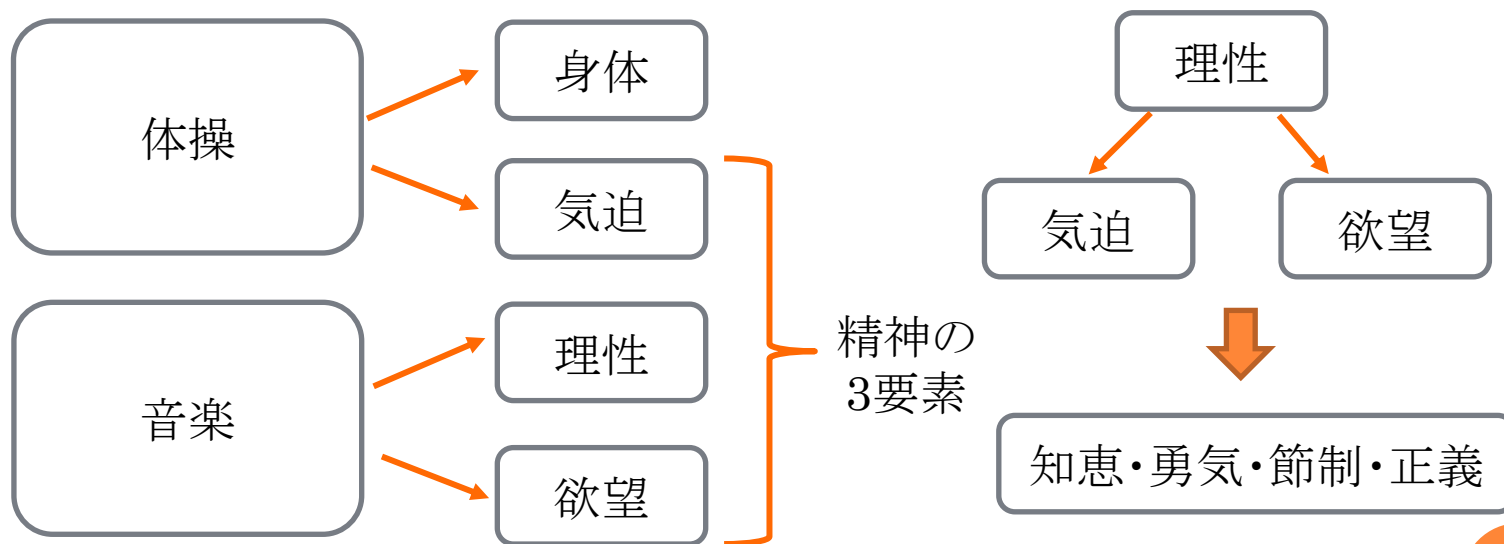 体操
身体
気迫
音楽
理性
欲望
精神の
3要素
理性
気迫
欲望
知恵・勇気・節制・正義